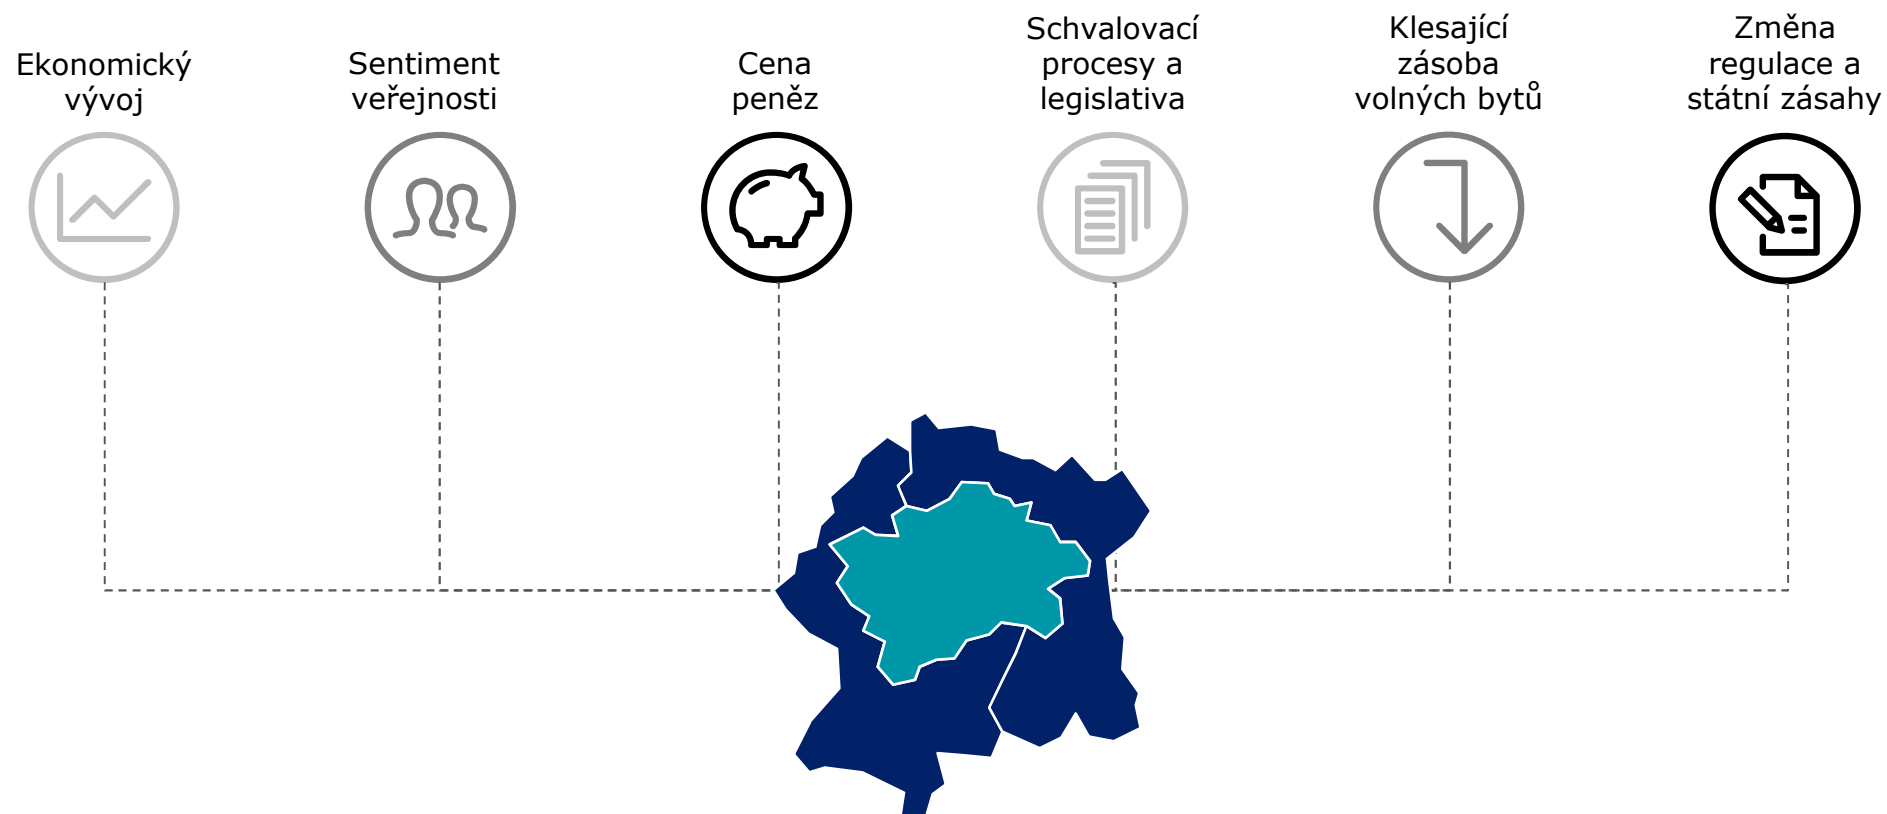 Ekonomický
vývoj
Sentiment
veřejnosti
Cena
peněz
Schvalovací
procesy a
legislativa
Klesající
zásoba
volných bytů
Změna
regulace a
státní zásahy